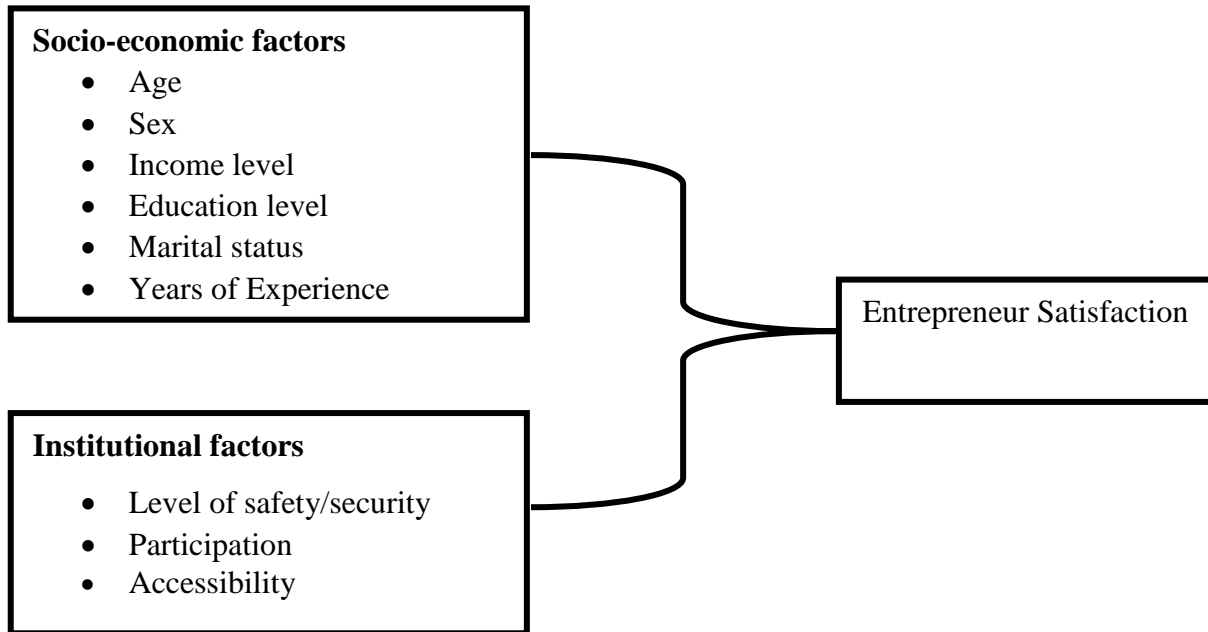 Socio-economic factors
• Age
• Sex
• Income level
• Education level
• Marital status
• Years of Experience
Entrepreneur Satisfaction
Institutional factors
• Level of safety/security
• Participation
• Accessibility